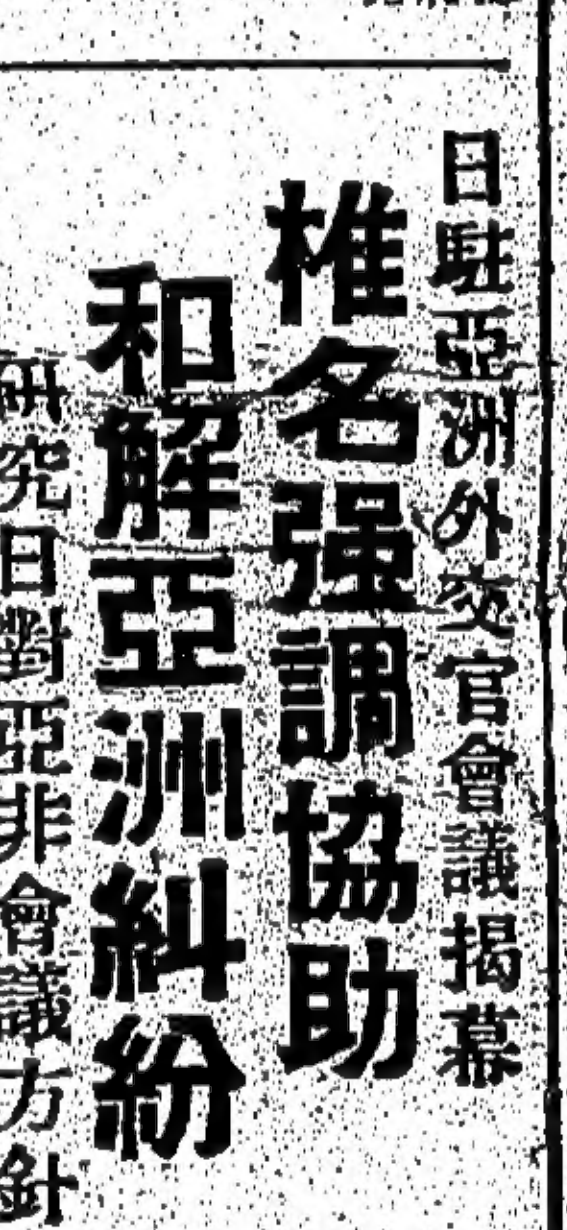 日駐亞洲外交官會議揭幕
椎名强調協助
和解亞洲糾紛
研究日對亞非會議方針